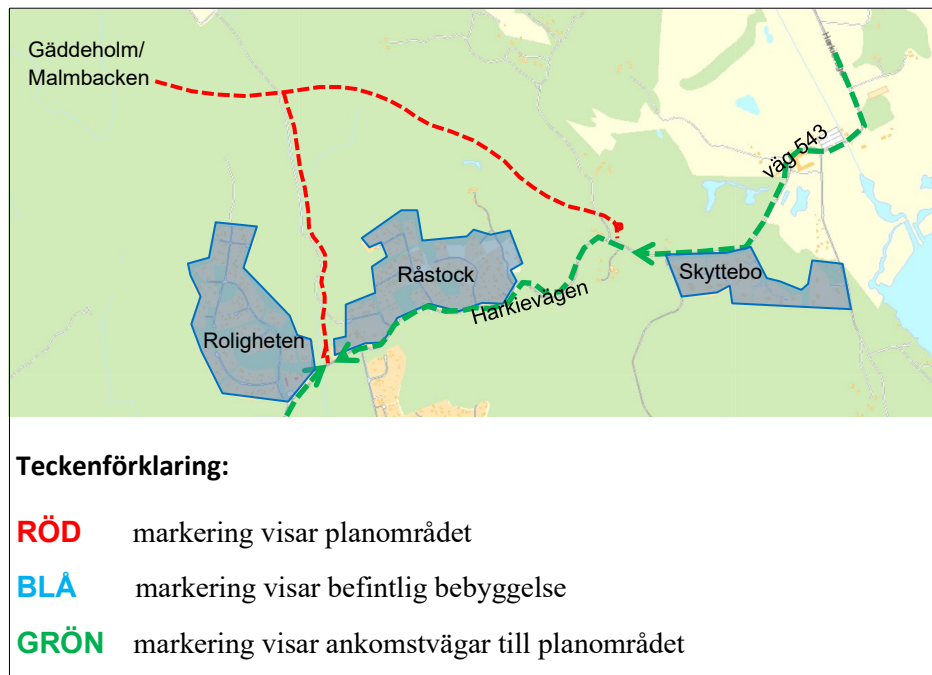 Gäddeholm/
Malmbacken
väg 543
Råstock
Skyttebo
Harkievägen
Roligheten
Teckenförklaring:
RÖD markering visar planområdet
BLÅ markering visar befintlig bebyggelse
GRÖN markering visar ankomstvägar till planområdet